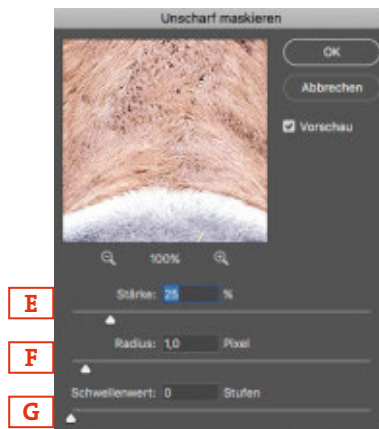 Unscharf maskieren
OK
Abbrechen
Vorschau
100%
E
Stärke: 25 %
F
Radius: 1,0 Pixel
G
Schwellenwert: 0 Stufen